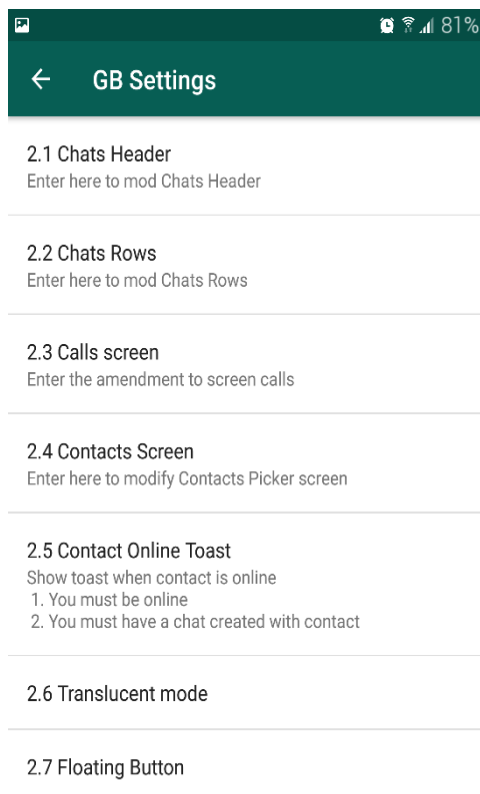 81%
GB Settings
2.1 Chats Header
Enter here to mod Chats Header
2.2 Chats Rows
Enter here to mod Chats Rows
2.3 Calls screen
Enter the amendment to screen calls
2.4 Contacts Screen
Enter here to modify Contacts Picker screen
2.5 Contact Online Toast
Show toast when contact is online
1. You must be online
2. You must have a chat created with contact
2.6 Translucent mode
2.7 Floating Button